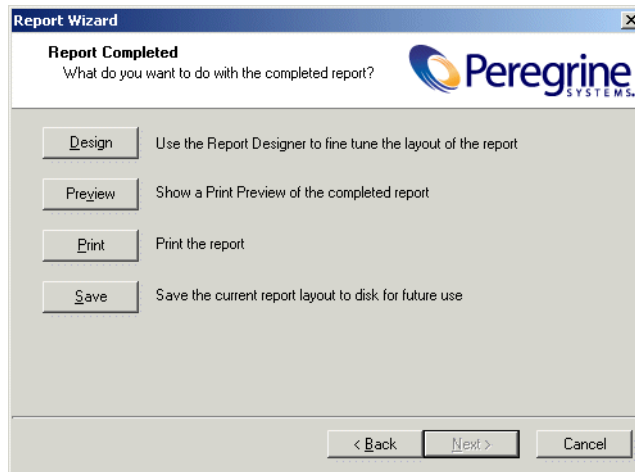 Report Wizard
Report Completed
What do you want to do with the completed report?
Peregrine
SYSTEMS
Design Use the Report Designer to fine tune the layout of the report
Preview Show a Print Preview of the completed report
Print Print the report
Save Save the current report layout to disk for future use
< Back Next > Cancel